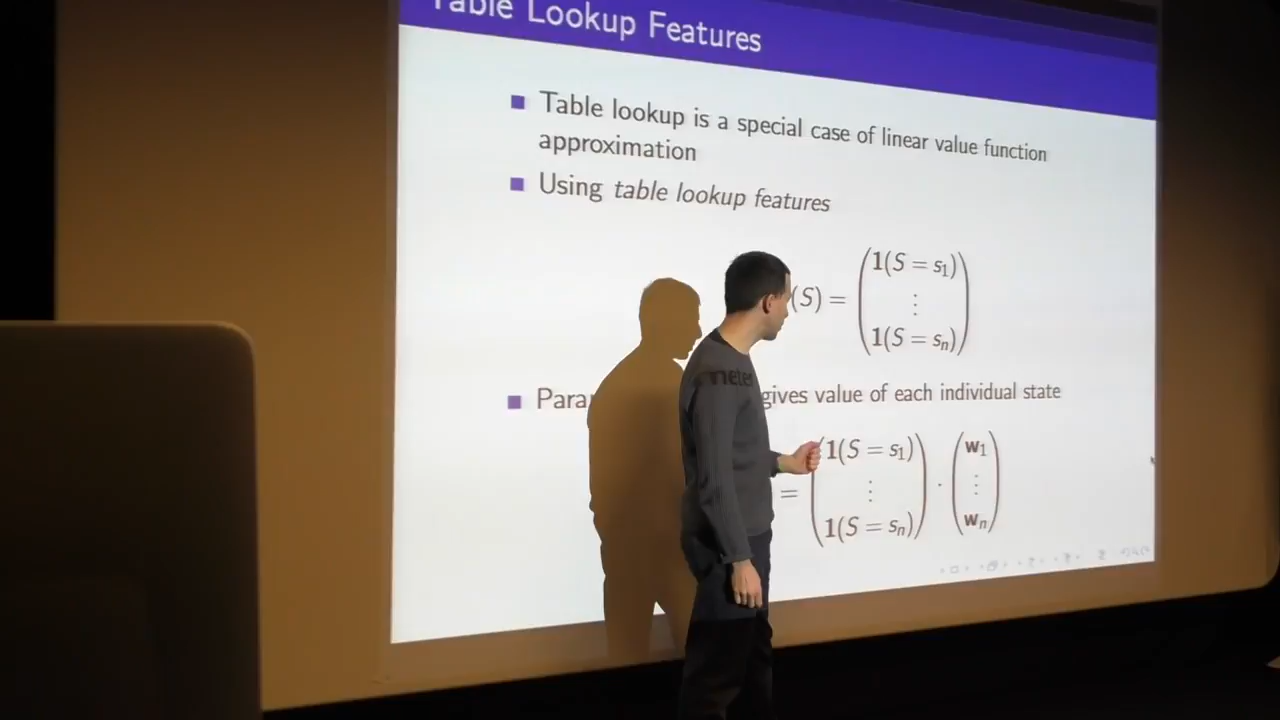 Table Lookup Features
Table lookup is a special case of linear value function
approximation
Using table lookup features
(S) =
1(S = s₁)
⋮
1(S = sₙ)
Para
meter
gives value of each individual state
=
1(S = s₁)
⋮
1(S = sₙ)
·
w₁
⋮
wₙ